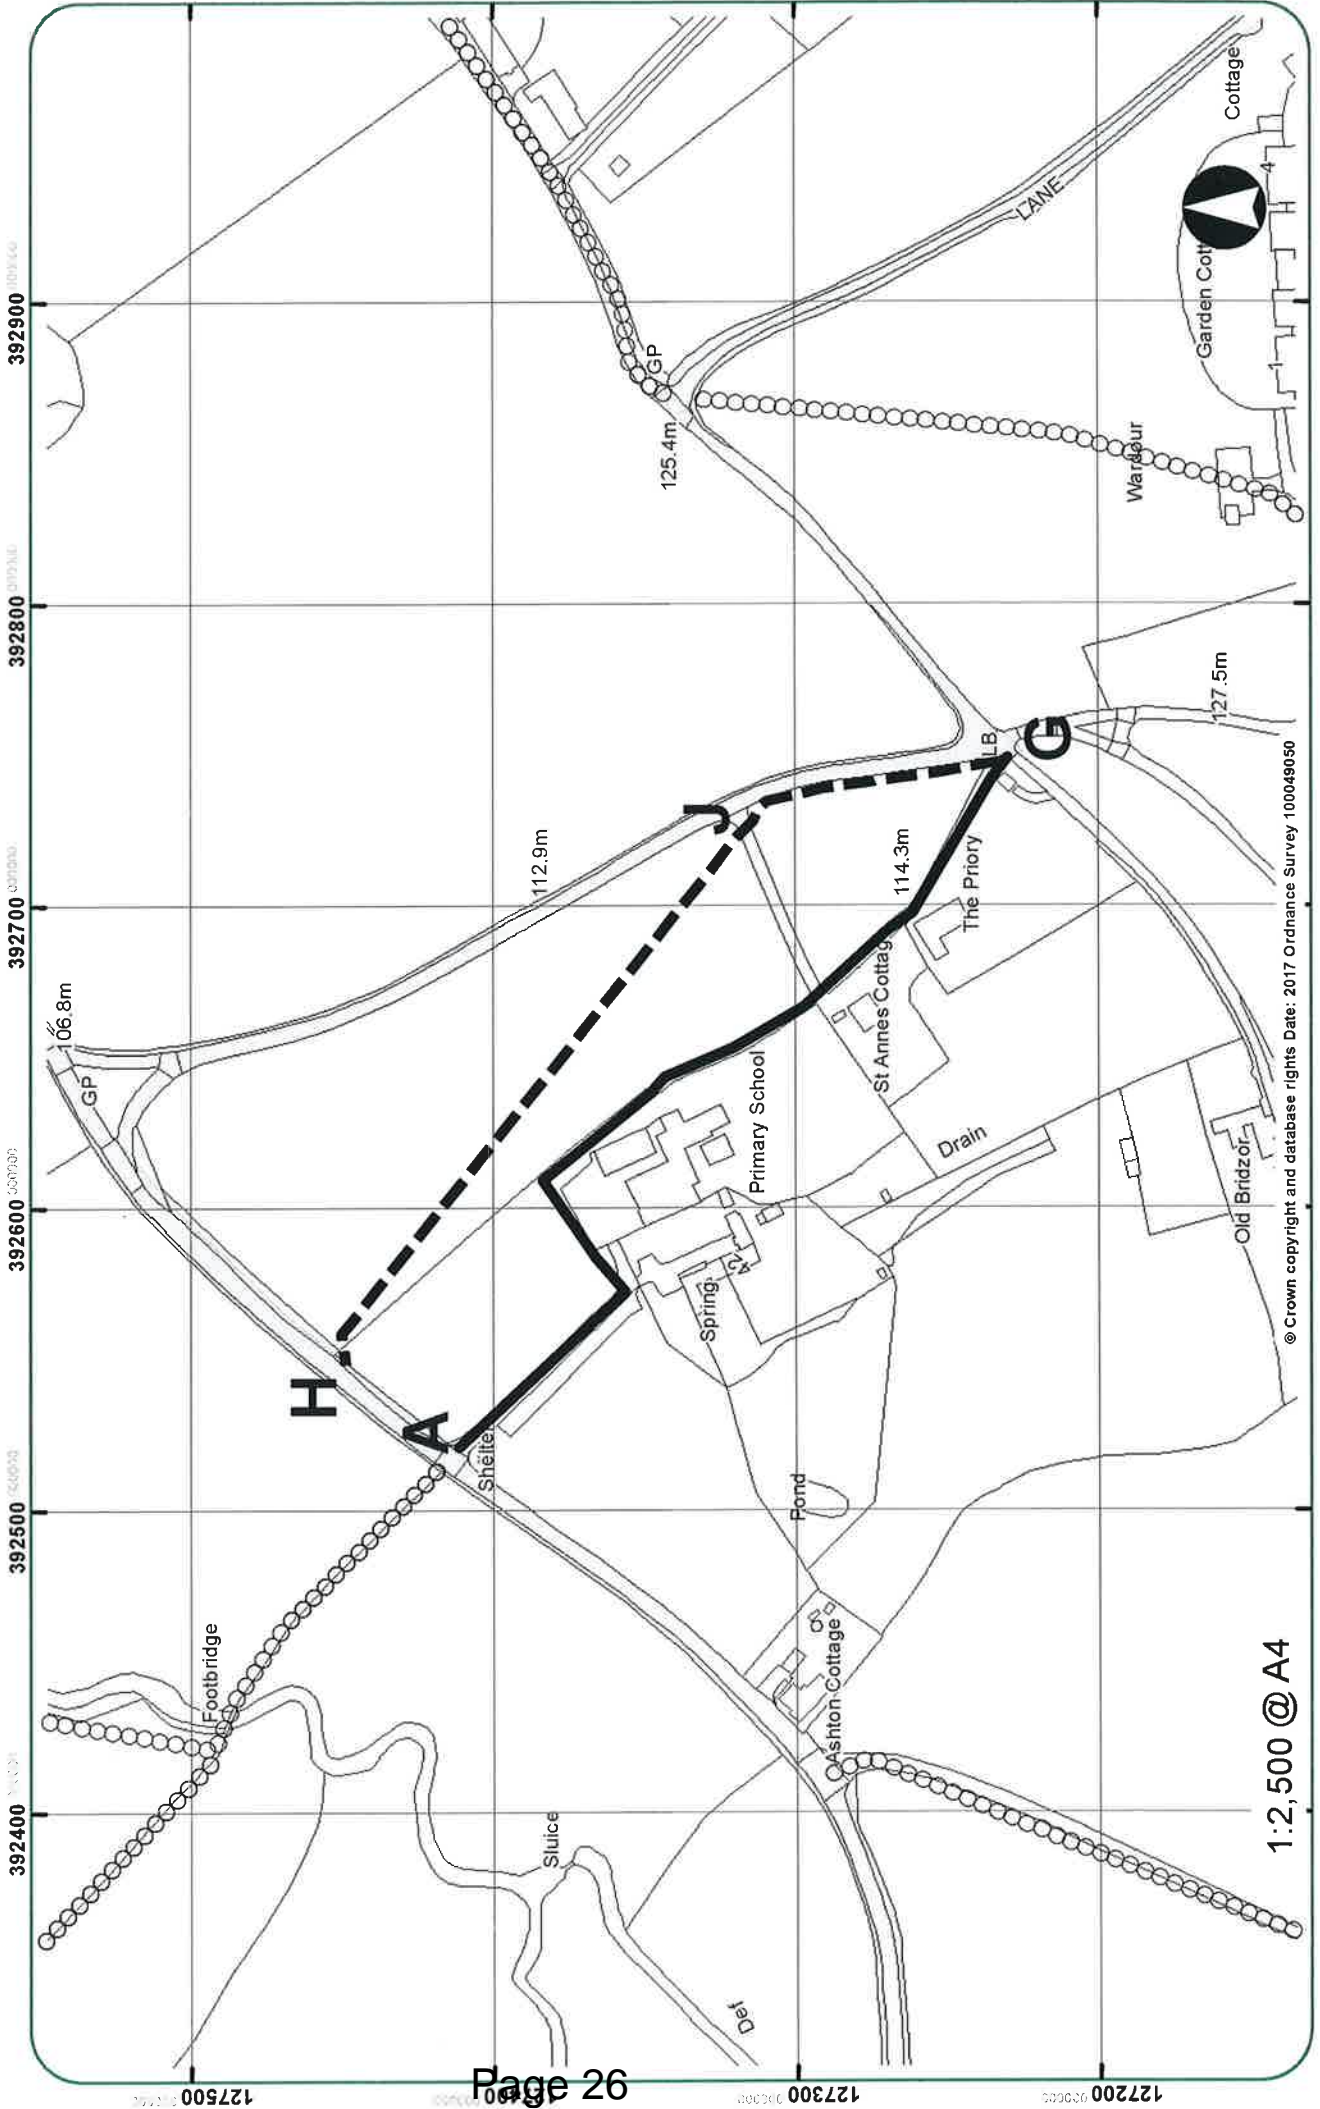 392400
392500
392600
392700
392800
392900
127500
127300
127200
106.8m
GP
Footbridge
H
A
Shelter
112.9m
J
GP
125.4m
LANE
Sluice
Def
Primary School
Spring
42
Pond
St Annes Cottag
114.3m
The Priory
LB
G
127.5m
Wardour
Garden Cott
Cottage
1
4
Drain
Ashton Cottage
Old Bridzor
1:2,500 @ A4
© Crown copyright and database rights Date: 2017 Ordnance Survey 100049050
Page 26